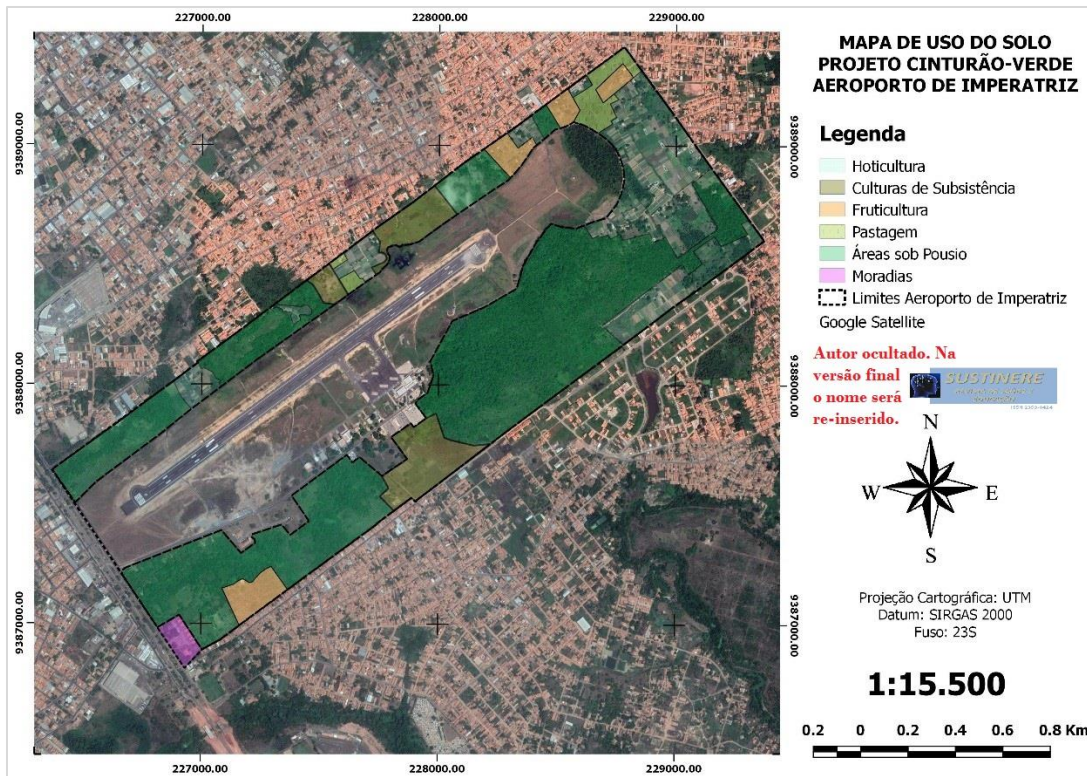 227000.00
228000.00
229000.00
9389000.00
9388000.00
9387000.00
9389000.00
9388000.00
9387000.00
227000.00
228000.00
229000.00
MAPA DE USO DO SOLO
PROJETO CINTURÃO-VERDE
AEROPORTO DE IMPERATRIZ
Legenda
Hoticultura
Culturas de Subsistência
Fruticultura
Pastagem
Áreas sob Pousio
Moradias
Limites Aeroporto de Imperatriz
Google Satellite
Autor ocultado. Na
versão final
o nome será
re-inserido.
SUSTINERE
N
W E
S
Projeção Cartográfica: UTM
Datum: SIRGAS 2000
Fuso: 23S
1:15.500
0.2 0 0.2 0.4 0.6 0.8 Km